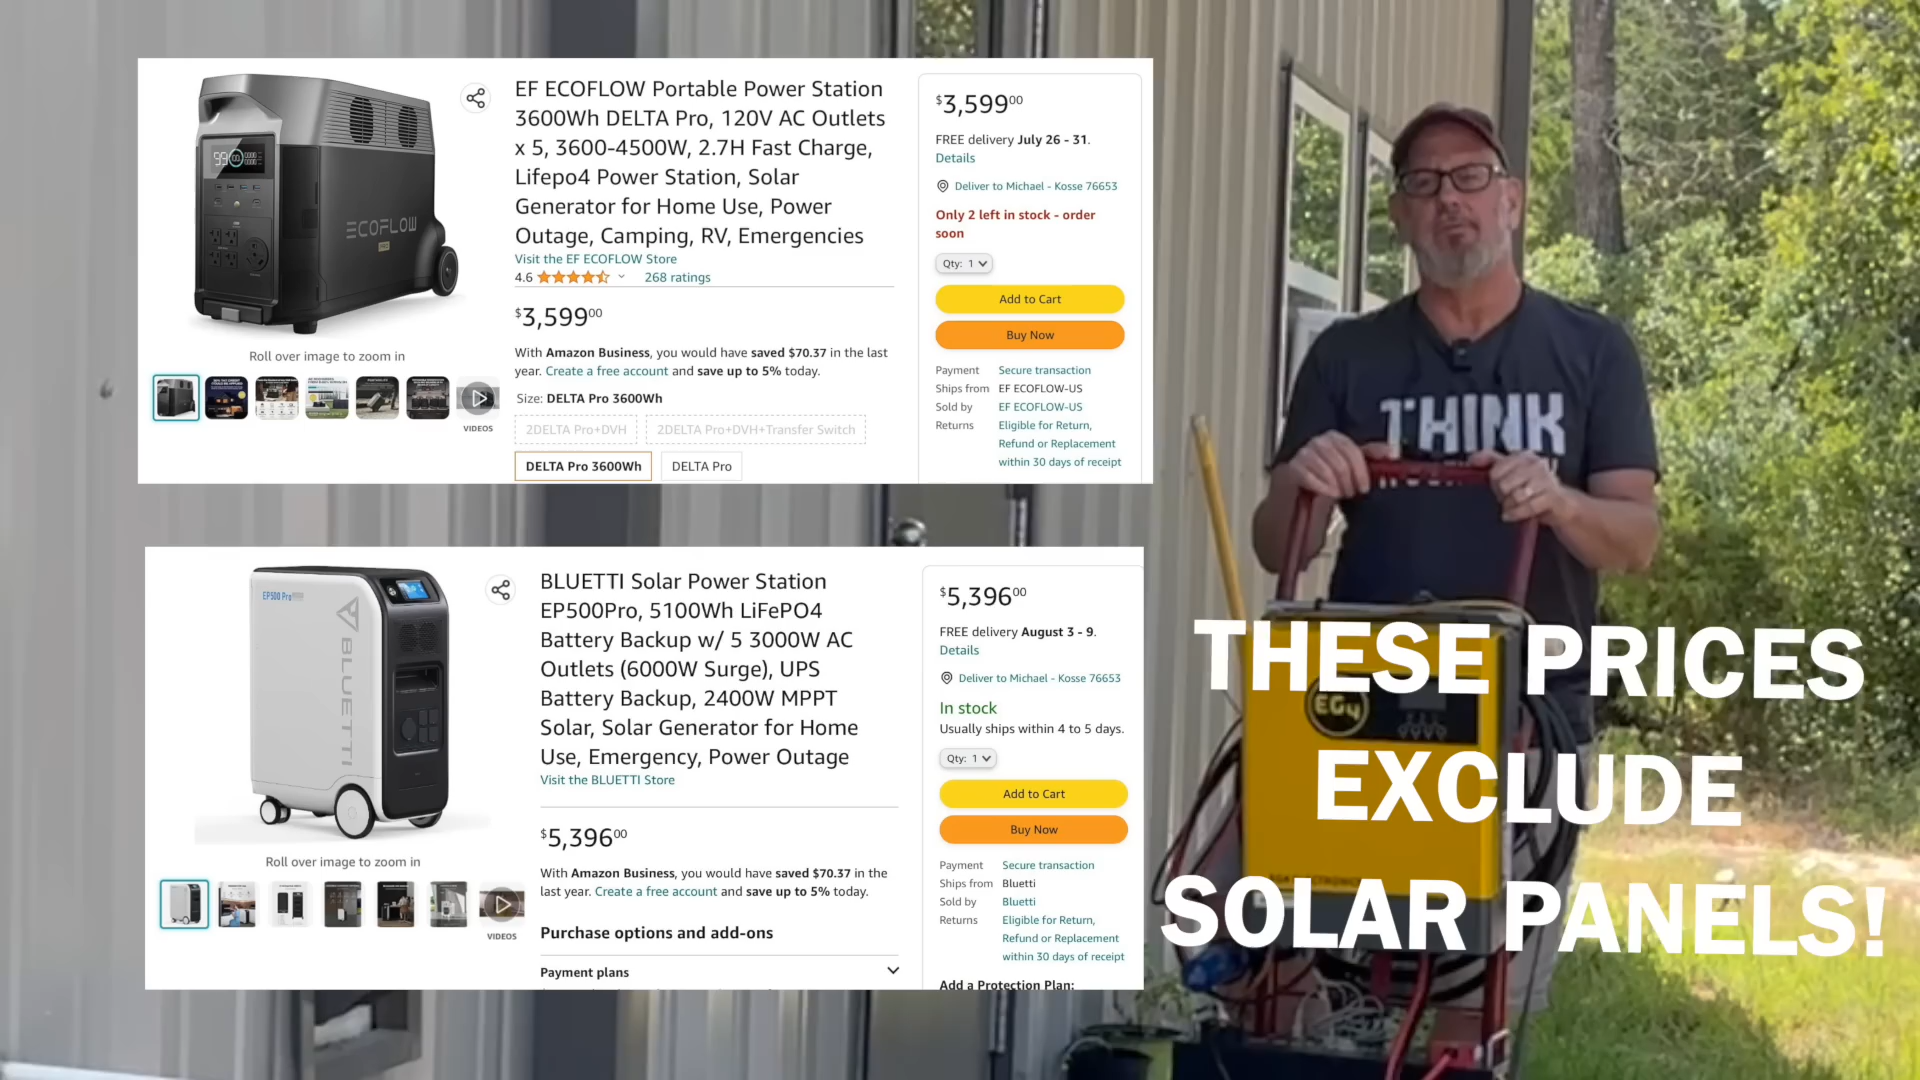 EF ECOFLOW Portable Power Station
3600Wh DELTA Pro, 120V AC Outlets
x 5, 3600-4500W, 2.7H Fast Charge,
Lifepo4 Power Station, Solar
Generator for Home Use, Power
Outage, Camping, RV, Emergencies
Visit the EF ECOFLOW Store
4.6
268 ratings
$3,59900
With Amazon Business, you would have saved $70.37 in the last
year. Create a free account and save up to 5% today.
Size: DELTA Pro 3600Wh
2DELTA Pro+DVH
2DELTA Pro+DVH+Transfer Switch
DELTA Pro 3600Wh
DELTA Pro
ECOFLOW
Roll over image to zoom in
VIDEOS
$3,59900
FREE delivery July 26 - 31.
Details
Deliver to Michael - Kosse 76653
Only 2 left in stock - order
soon
Qty: 1
Add to Cart
Buy Now
Payment Secure transaction
Ships from EF ECOFLOW-US
Sold by EF ECOFLOW-US
Returns Eligible for Return,
Refund or Replacement
within 30 days of receipt
BLUETTI Solar Power Station
EP500Pro, 5100Wh LiFePO4
Battery Backup w/ 5 3000W AC
Outlets (6000W Surge), UPS
Battery Backup, 2400W MPPT
Solar, Solar Generator for Home
Use, Emergency, Power Outage
Visit the BLUETTI Store
$5,39600
With Amazon Business, you would have saved $70.37 in the
last year. Create a free account and save up to 5% today.
Purchase options and add-ons
Payment plans
EP500 Pro
BLUETTI
Roll over image to zoom in
VIDEOS
$5,39600
FREE delivery August 3 - 9.
Details
Deliver to Michael - Kosse 76653
In stock
Usually ships within 4 to 5 days.
Qty: 1
Add to Cart
Buy Now
Payment Secure transaction
Ships from Bluetti
Sold by Bluetti
Returns Eligible for Return,
Refund or Replacement
within 30 days of receipt
Add a Protection Plan:
THINK
EG4
THESE PRICES
EXCLUDE
SOLAR PANELS!